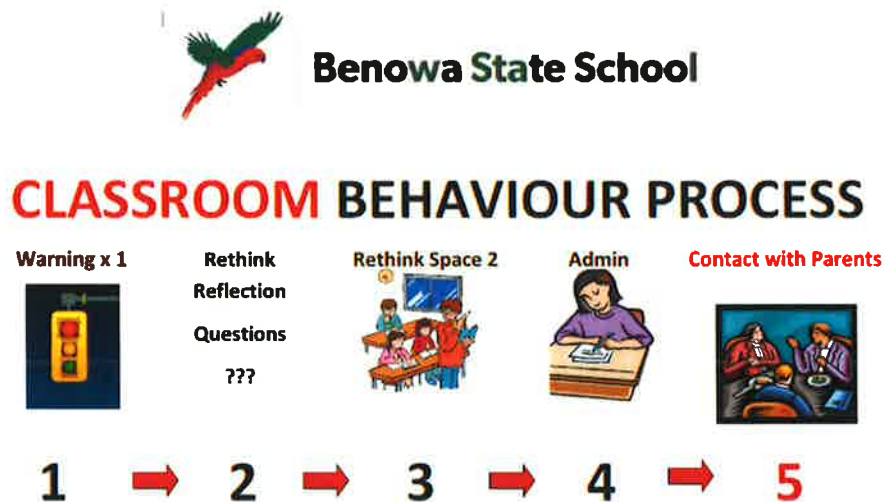 Benowa State School
CLASSROOM BEHAVIOUR PROCESS
Warning x 1
Rethink
Reflection
Questions
???
Rethink Space 2
Admin
Contact with Parents
1 2 3 4 5